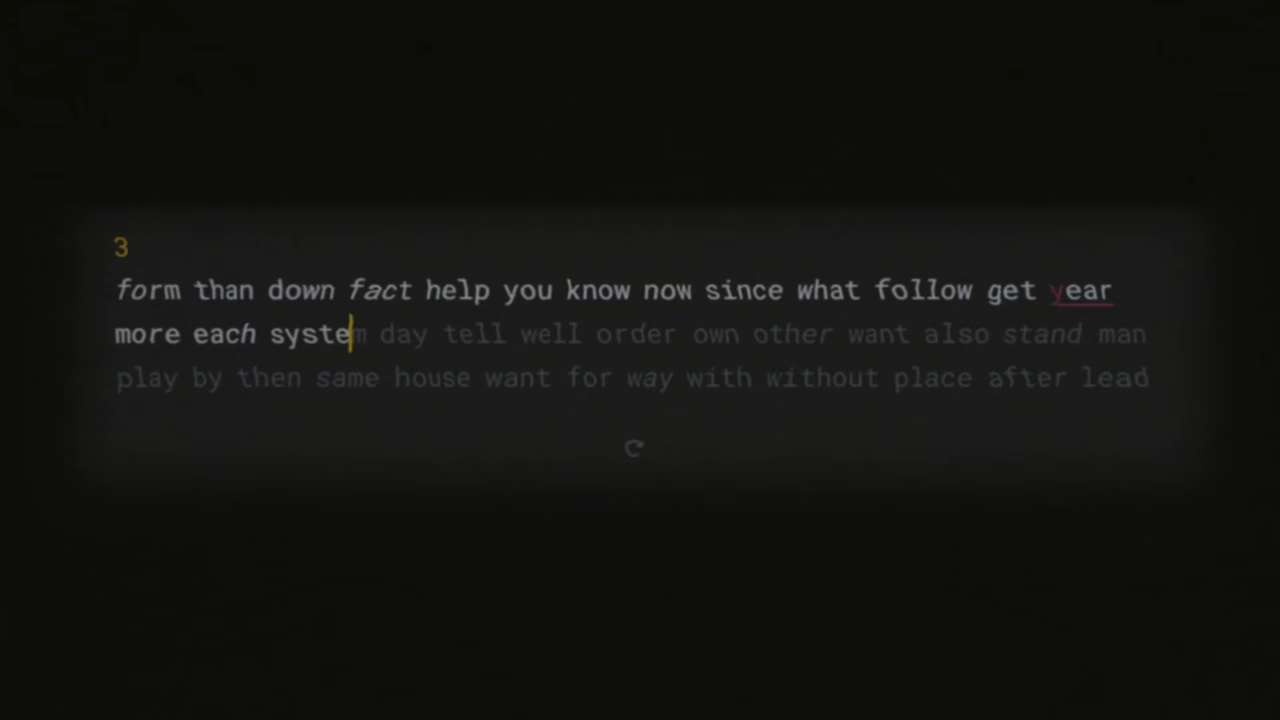 3
form than down fact help you know now since what follow get year
more each system day tell well order own other want also stand man
play by then same house want for way with without place after lead